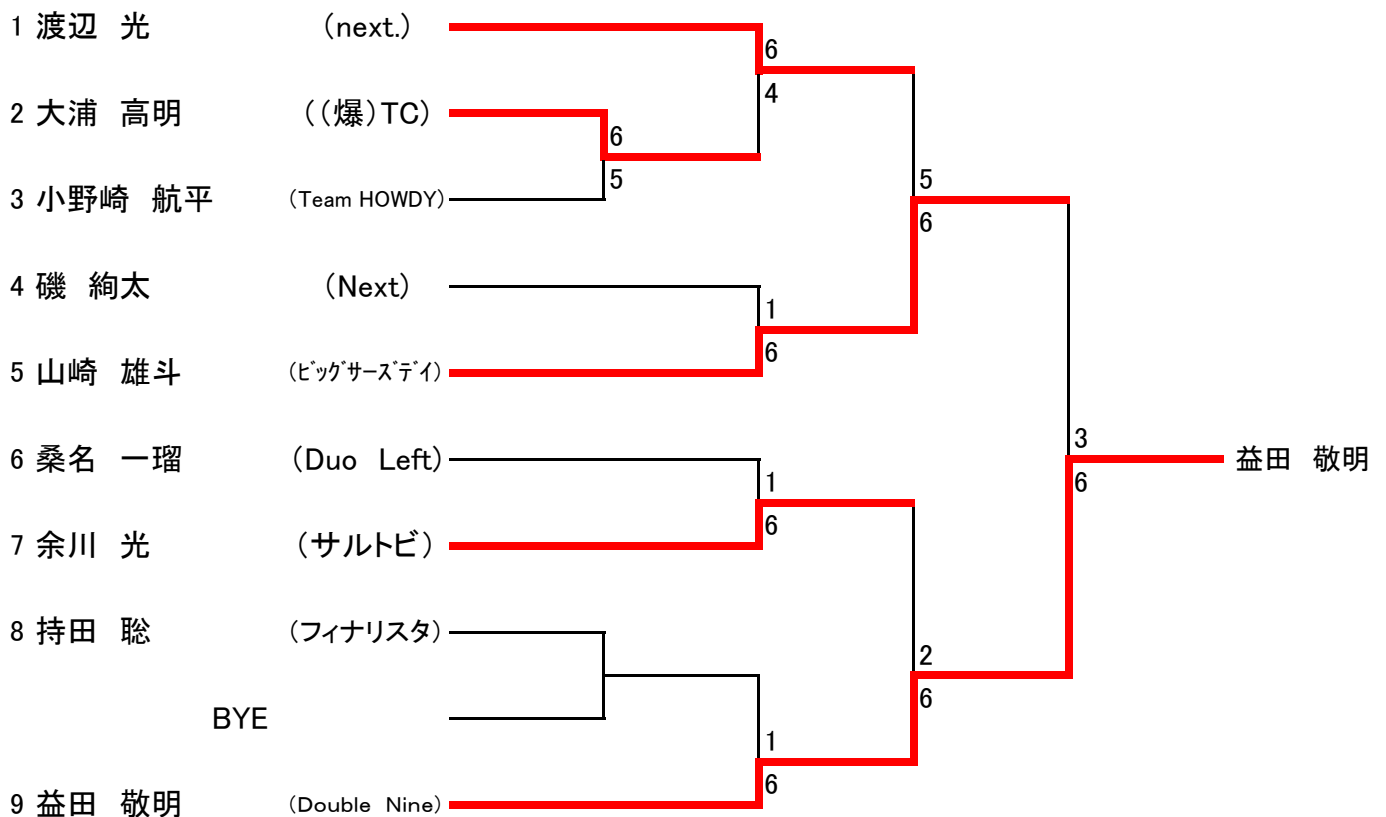 1 渡辺 光 (next.)
6
4
2 大浦 高明 ((爆)TC)
6
5
3 小野崎 航平 (Team HOWDY)
5
6
4 磯 絢太 (Next)
1
6
5 山崎 雄斗 (ﾋﾞｯｸﾞｻｰｽﾞﾃﾞｲ)
6 桑名 一瑠 (Duo Left)
3
6
益田 敬明
1
6
7 余川 光 (サルトビ)
8 持田 聡 (フィナリスタ)
2
6
BYE
1
6
9 益田 敬明 (Double Nine)